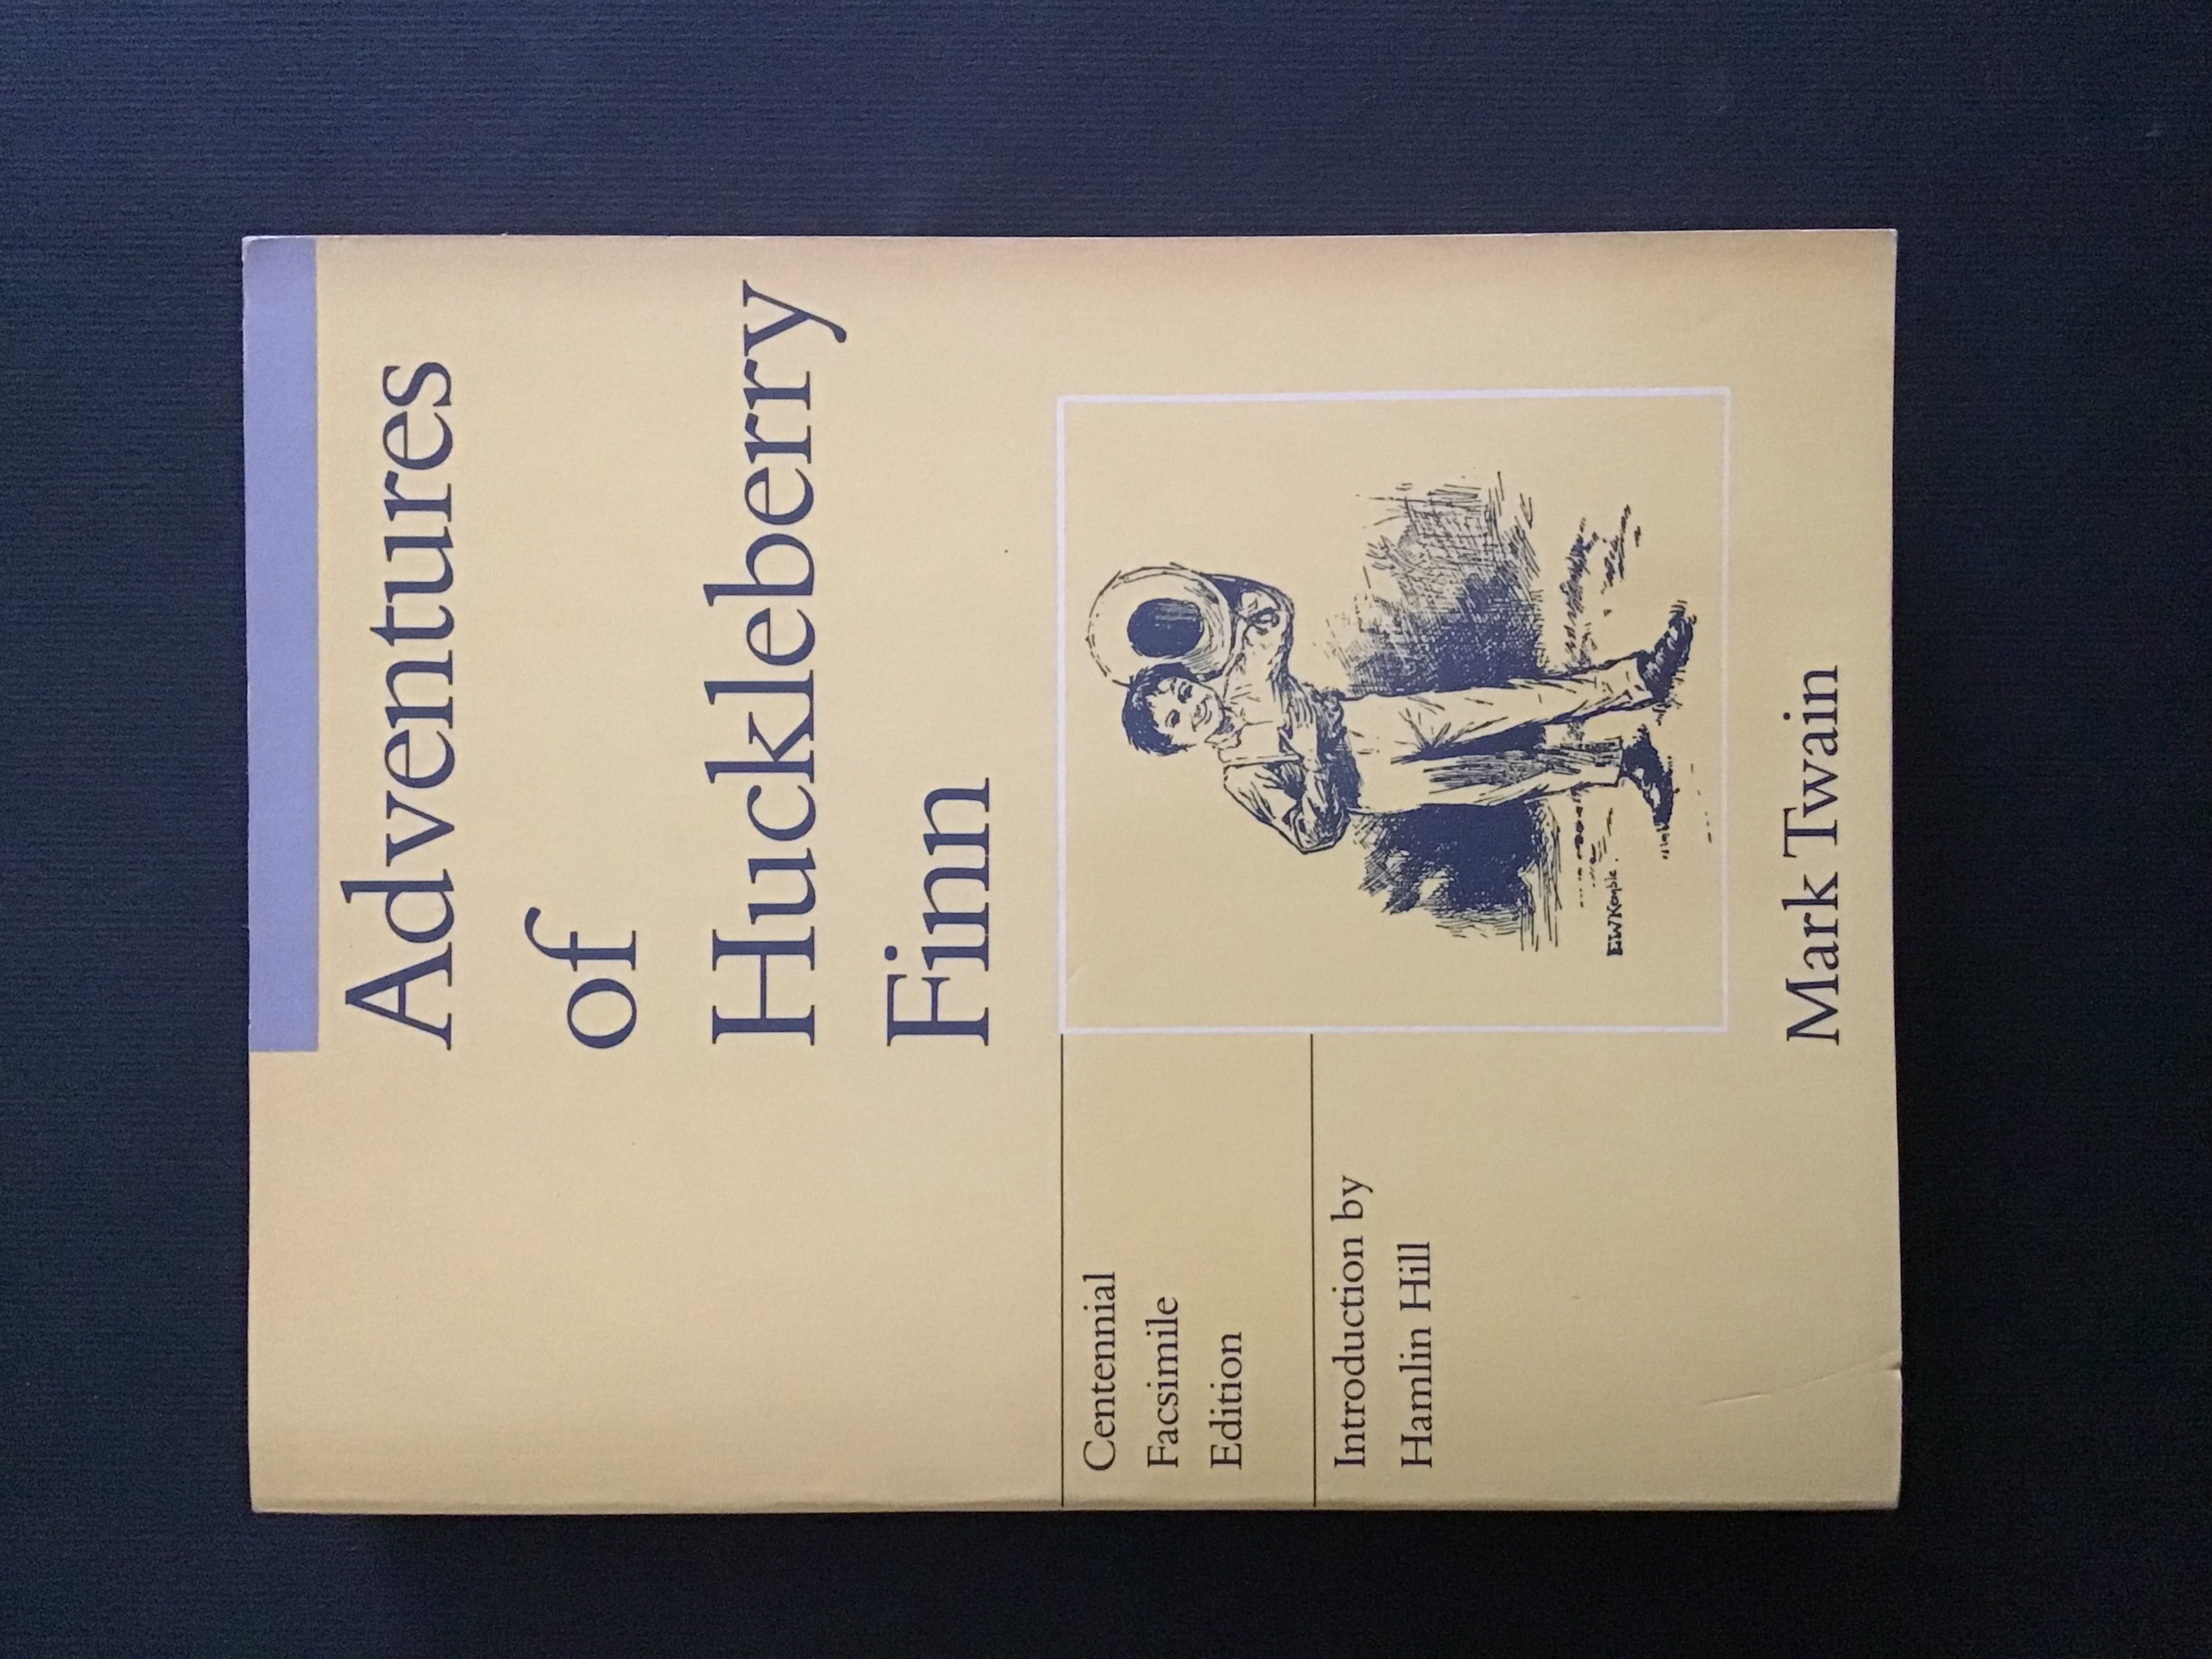 Adventures
of
Huckleberry
Finn
Centennial
Facsimile
Edition
Introduction by
Hamlin Hill
E.W.Kemble.
Mark Twain